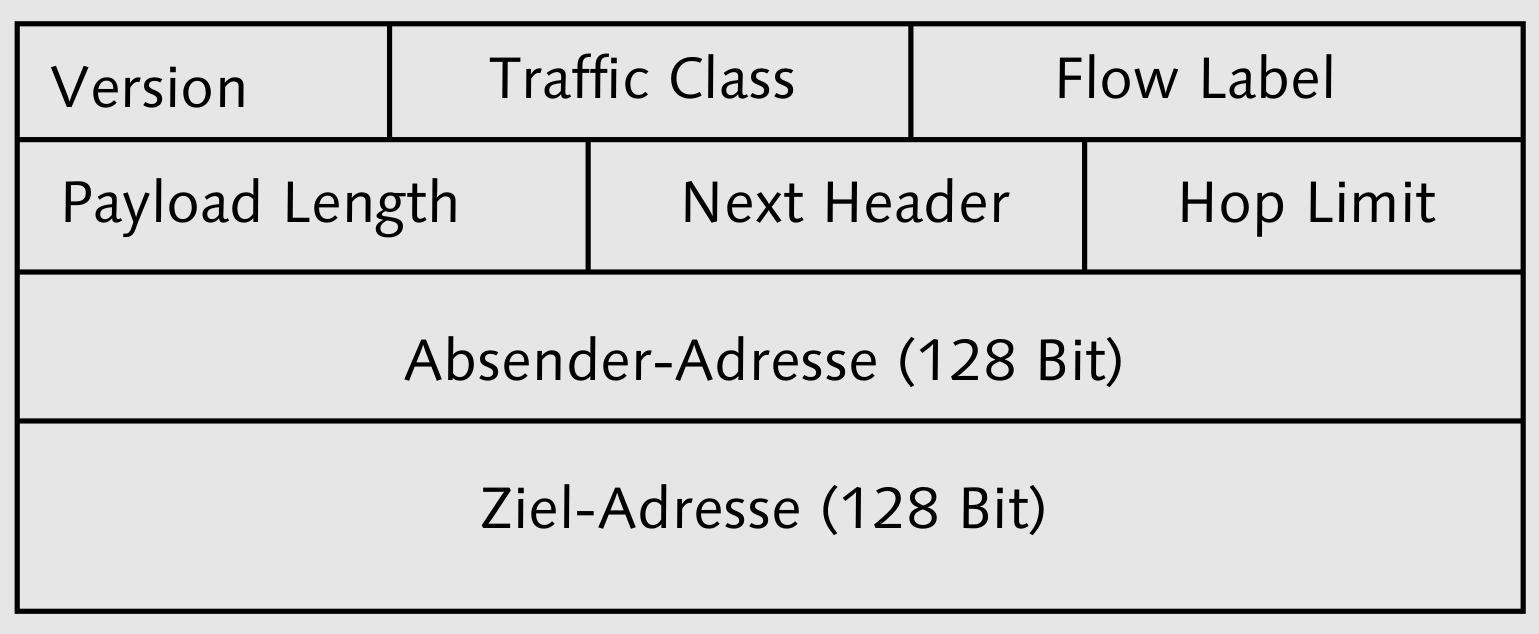 Version
Traffic Class
Flow Label
Payload Length
Next Header
Hop Limit
Absender-Adresse (128 Bit)
Ziel-Adresse (128 Bit)